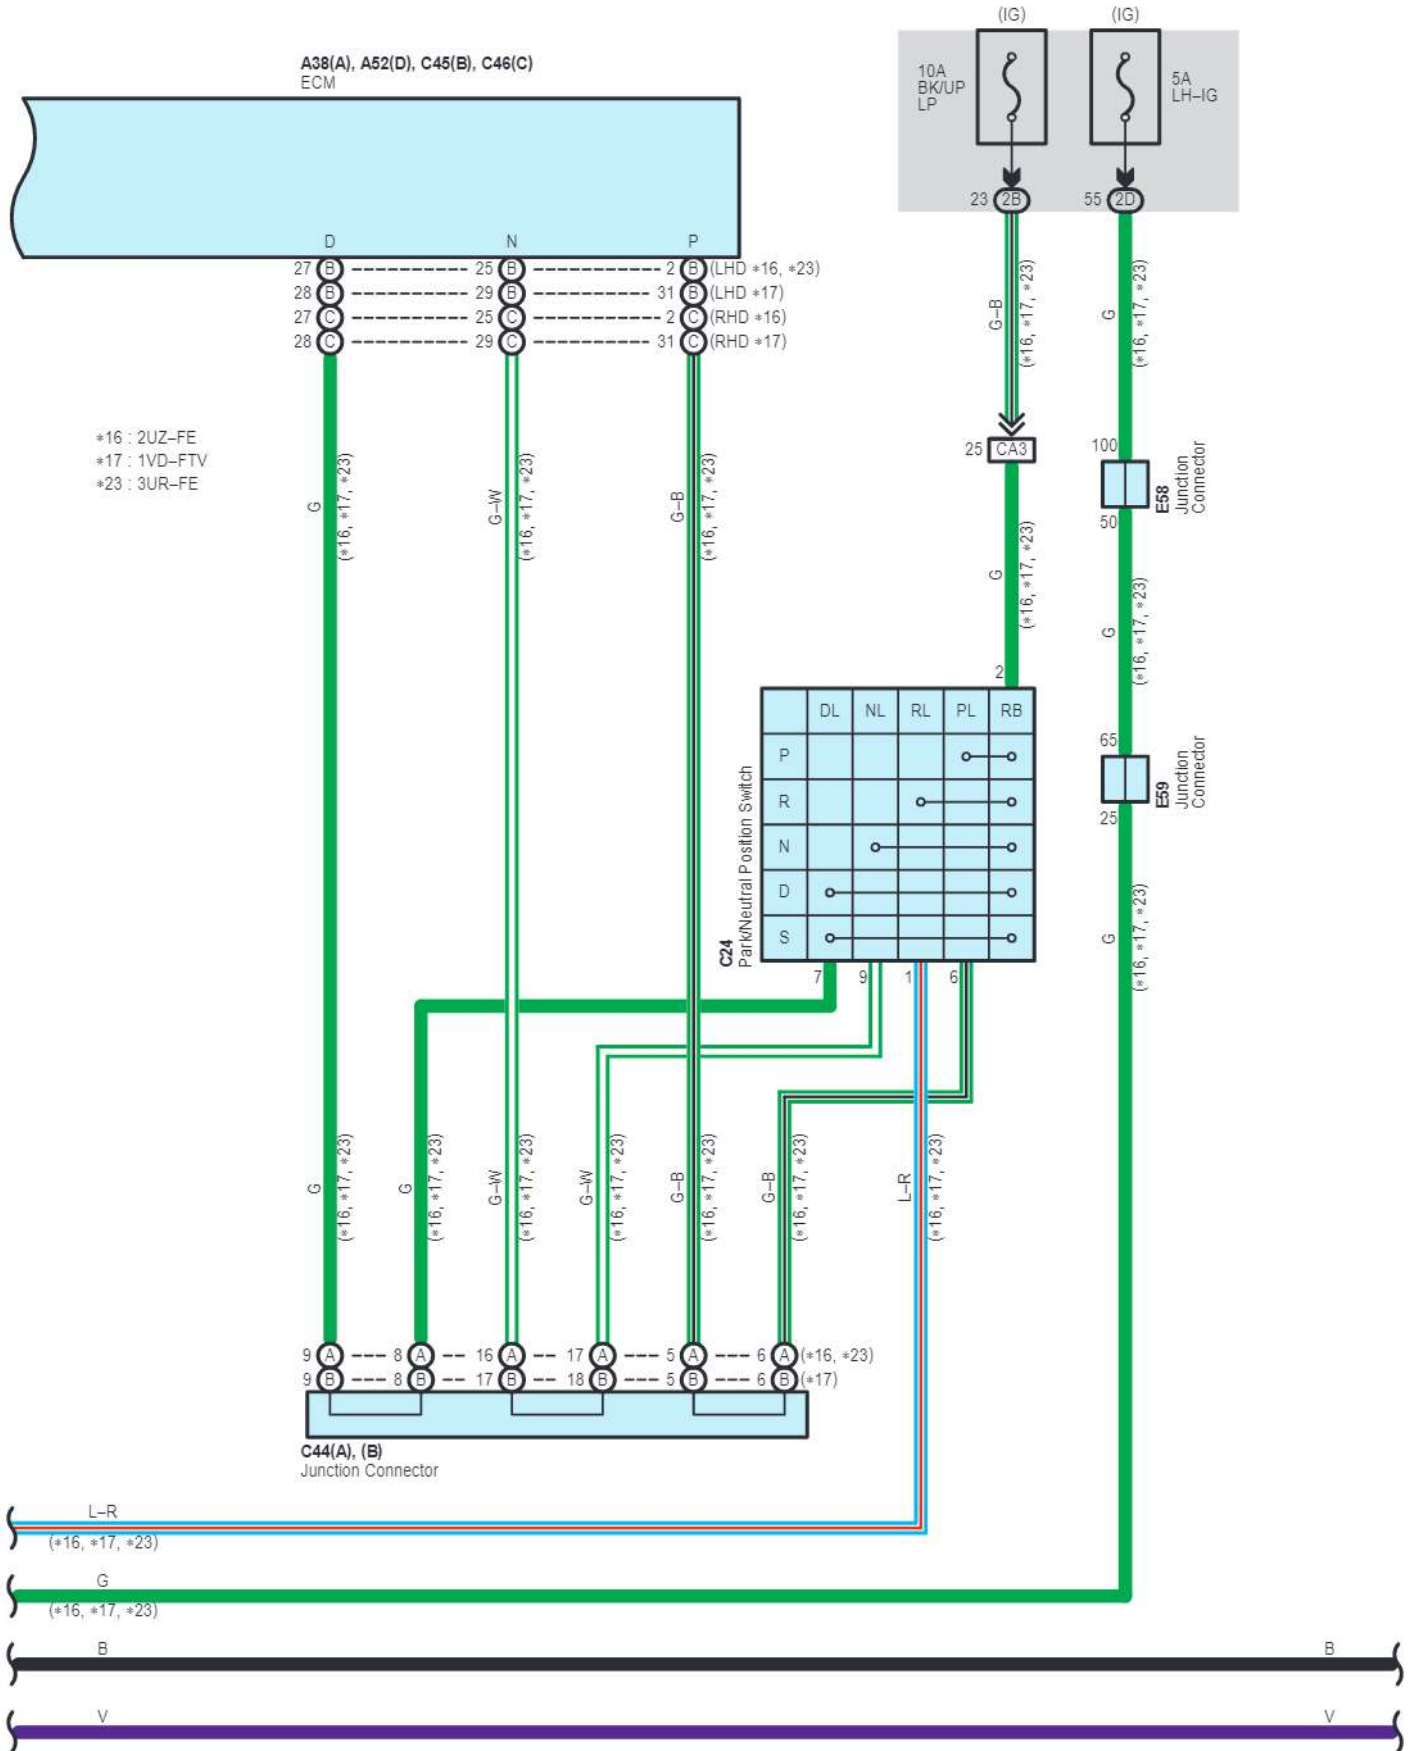 (IG)
(IG)
10A
BK/UP
LP
5A
LH–IG
23 2B
55 2D
A38(A), A52(D), C45(B), C46(C)
ECM
D N P
27 B 25 B 2 B (LHD *16, *23)
28 B 29 B 31 B (LHD *17)
27 C 25 C 2 C (RHD *16)
28 C 29 C 31 C (RHD *17)
G–B
(*16, *17, *23)
G
(*16, *17, *23)
*16 : 2UZ–FE
*17 : 1VD–FTV
*23 : 3UR–FE
G
(*16, *17, *23)
G–W
(*16, *17, *23)
G–B
(*16, *17, *23)
25 CA3
100
50
E58
Junction
Connector
G
(*16, *17, *23)
G
(*16, *17, *23)
2
DL NL RL PL RB
P
R
N
D
S
C24
Park/Neutral Position Switch
7 9 1 6
65
25
E59
Junction
Connector
G
(*16, *17, *23)
G
(*16, *17, *23)
G
(*16, *17, *23)
G–W
(*16, *17, *23)
G–W
(*16, *17, *23)
G–B
(*16, *17, *23)
G–B
(*16, *17, *23)
L–R
(*16, *17, *23)
9 A 8 A 16 A 17 A 5 A 6 A (*16, *23)
9 B 8 B 17 B 18 B 5 B 6 B (*17)
C44(A), (B)
Junction Connector
L–R
(*16, *17, *23)
G
(*16, *17, *23)
B B
V V